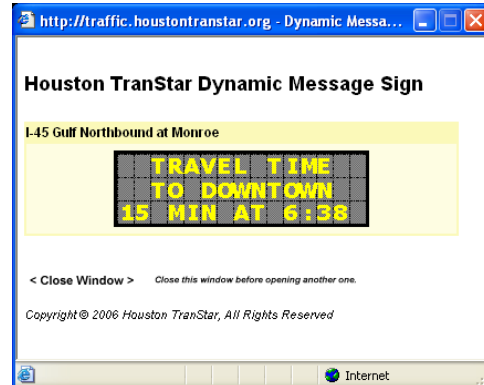 http://traffic.houstontranstar.org - Dynamic Messa...
Houston TranStar Dynamic Message Sign
I-45 Gulf Northbound at Monroe
TRAVEL TIME
TO DOWNTOWN
15 MIN AT 6:38
< Close Window > Close this window before opening another one.
Copyright © 2006 Houston TranStar, All Rights Reserved
Internet